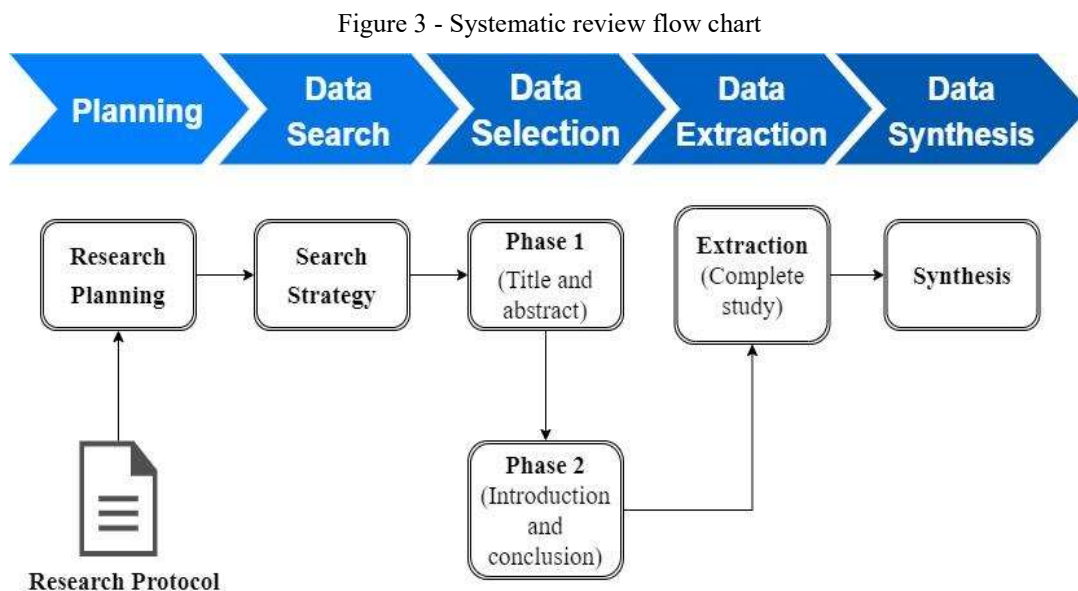 Figure 3 - Systematic review flow chart
Planning
Data
Search
Data
Selection
Data
Extraction
Data
Synthesis
Research
Planning
Search
Strategy
Phase 1
(Title and
abstract)
Extraction
(Complete
study)
Synthesis
Phase 2
(Introduction
and
conclusion)
Research Protocol